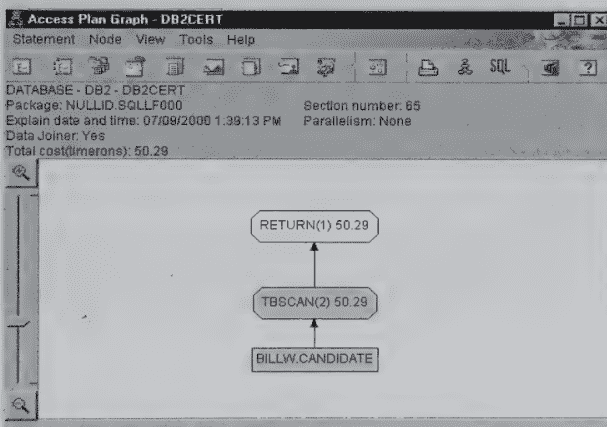 Access Plan Graph - DB2CERT
Statement Node View Tools Help
SQL ?
DATABASE - DB2 - DB2CERT
Package: NULLID.SQLLF000 Section number: 65
Explain date and time: 07/09/2000 1:39:13 PM Parallelism: None
Data Joiner: Yes
Total cost(timerons): 50.29
RETURN(1) 50.29
TBSCAN(2) 50.29
BILLW.CANDIDATE